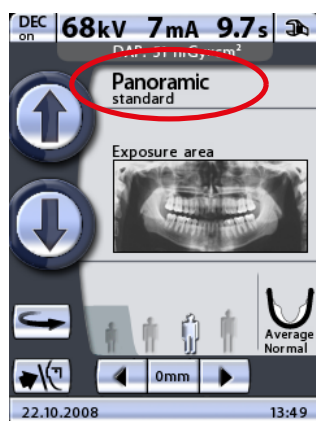 DEC on 68kV 7mA 9.7s
Panoramic
standard
Exposure area
Average
Normal
0mm
22.10.2008 13:49